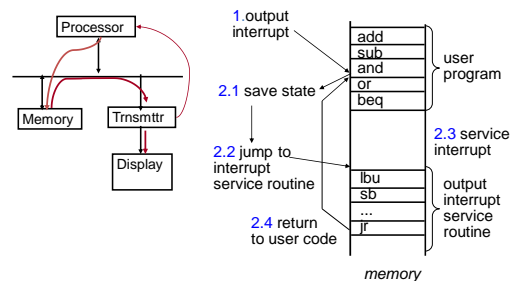 Processor
Memory
Trnsmttr
Display
1.output
interrupt
2.1 save state
2.2 jump to
interrupt
service routine
2.4 return
to user code
add
sub
and
or
beq
user
program
2.3 service
interrupt
lbu
sb
...
jr
output
interrupt
service
routine
memory